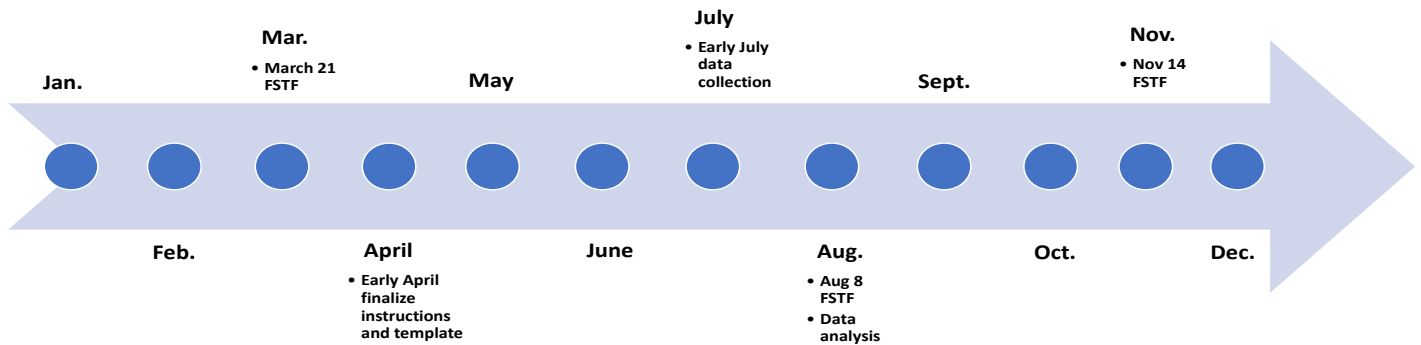 Jan.
Feb.
Mar.
• March 21
FSTF
April
• Early April
finalize
instructions
and template
May
June
July
• Early July
data
collection
Aug.
• Aug 8
FSTF
• Data
analysis
Sept.
Oct.
Nov.
• Nov 14
FSTF
Dec.